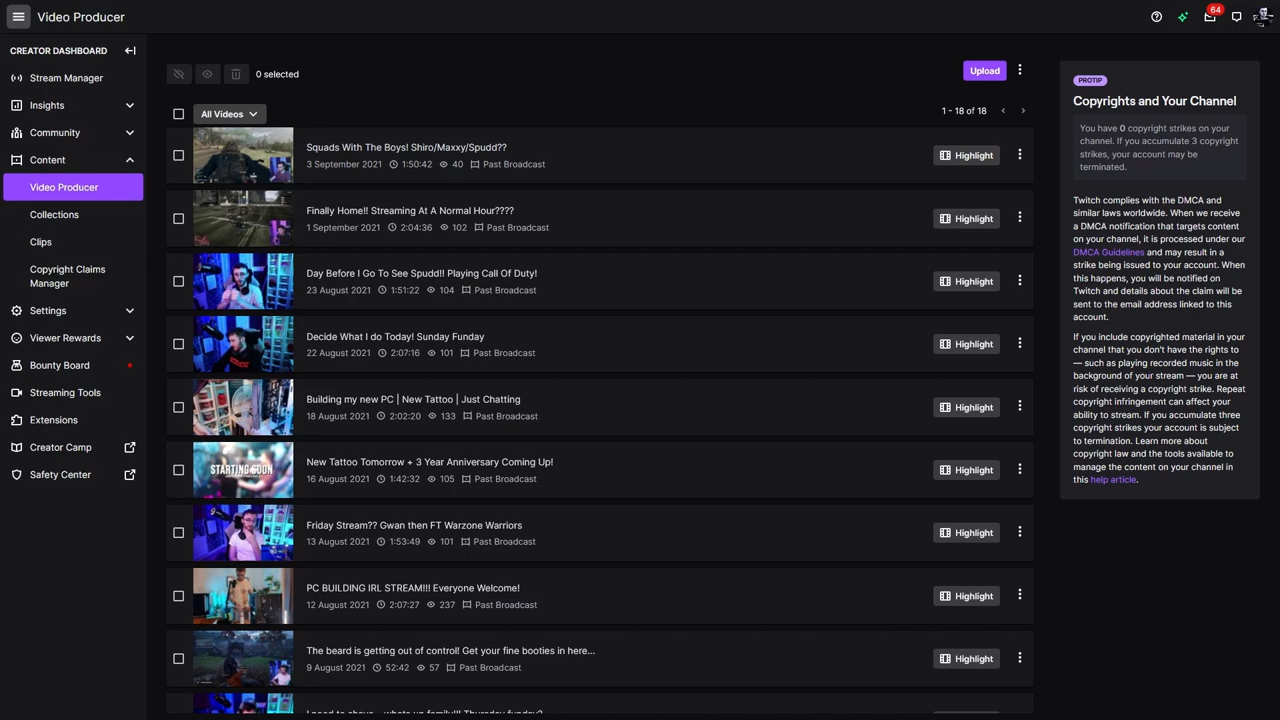 Video Producer
64
CREATOR DASHBOARD
Stream Manager
Insights
Community
Content
Video Producer
Collections
Clips
Copyright Claims
Manager
Settings
Viewer Rewards
Bounty Board
Streaming Tools
Extensions
Creator Camp
Safety Center
0 selected
Upload
All Videos
1 - 18 of 18
Squads With The Boys! Shiro/Maxxy/Spudd??
3 September 2021 1:50:42 40 Past Broadcast
Highlight
Finally Home!! Streaming At A Normal Hour????
1 September 2021 2:04:36 102 Past Broadcast
Highlight
Day Before I Go To See Spudd!! Playing Call Of Duty!
23 August 2021 1:51:22 104 Past Broadcast
Highlight
Decide What I do Today! Sunday Funday
22 August 2021 2:07:16 101 Past Broadcast
Highlight
Building my new PC | New Tattoo | Just Chatting
18 August 2021 2:02:20 133 Past Broadcast
Highlight
STARTING SOON
New Tattoo Tomorrow + 3 Year Anniversary Coming Up!
16 August 2021 1:42:32 105 Past Broadcast
Highlight
Friday Stream?? Gwan then FT Warzone Warriors
13 August 2021 1:53:49 101 Past Broadcast
Highlight
PC BUILDING IRL STREAM!!! Everyone Welcome!
12 August 2021 2:07:27 237 Past Broadcast
Highlight
The beard is getting out of control! Get your fine booties in here...
9 August 2021 52:42 57 Past Broadcast
Highlight
PROTIP
Copyrights and Your Channel
You have 0 copyright strikes on your
channel. If you accumulate 3 copyright
strikes, your account may be
terminated.
Twitch complies with the DMCA and
similar laws worldwide. When we receive
a DMCA notification that targets content
on your channel, it is processed under our
DMCA Guidelines and may result in a
strike being issued to your account. When
this happens, you will be notified on
Twitch and details about the claim will be
sent to the email address linked to this
account.
If you include copyrighted material in your
channel that you don't have the rights to
— such as playing recorded music in the
background of your stream — you are at
risk of receiving a copyright strike. Repeat
copyright infringement can affect your
ability to stream. If you accumulate three
copyright strikes your account is subject
to termination. Learn more about
copyright law and the tools available to
manage the content on your channel in
this help article.